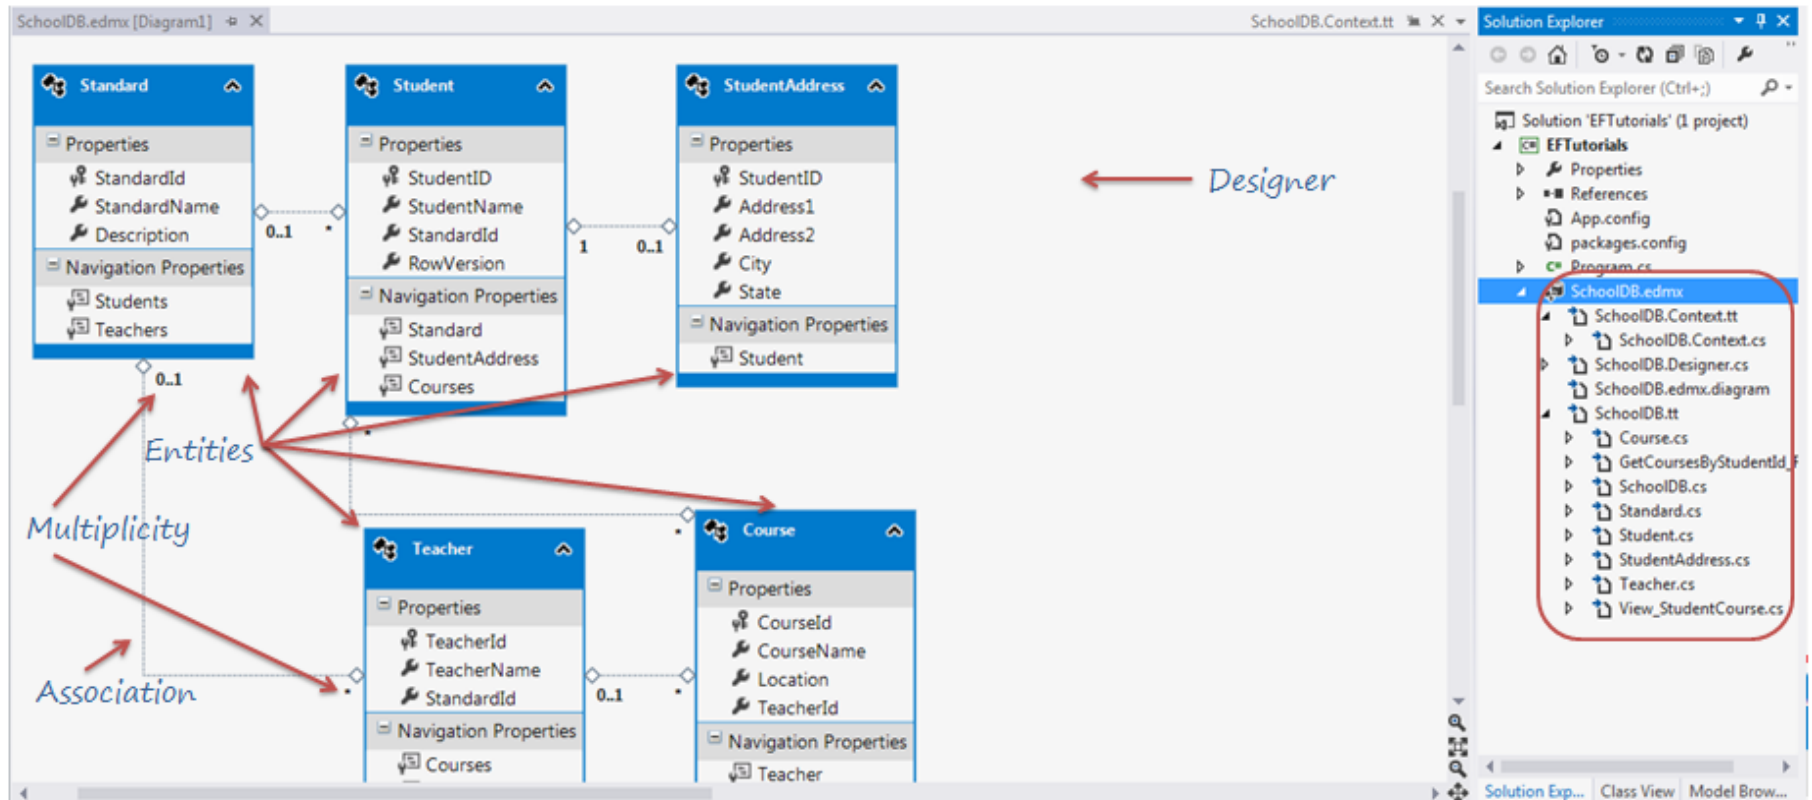 SchoolDB.edmx [Diagram1]
SchoolDB.Context.tt
Standard
Properties
StandardId
StandardName
Description
Navigation Properties
Students
Teachers
0..1
*
Student
Properties
StudentID
StudentName
StandardId
RowVersion
Navigation Properties
Standard
StudentAddress
Courses
1
0..1
StudentAddress
Properties
StudentID
Address1
Address2
City
State
Navigation Properties
Student
Designer
0..1
*
Entities
Multiplicity
Association
*
*
Teacher
Properties
TeacherId
TeacherName
StandardId
Navigation Properties
Courses
0..1
*
Course
Properties
CourseId
CourseName
Location
TeacherId
Navigation Properties
Teacher
Solution Explorer
Search Solution Explorer (Ctrl+;)
Solution 'EFTutorials' (1 project)
C# EFTutorials
Properties
References
App.config
packages.config
C# Program.cs
SchoolDB.edmx
SchoolDB.Context.tt
SchoolDB.Context.cs
SchoolDB.Designer.cs
SchoolDB.edmx.diagram
SchoolDB.tt
Course.cs
GetCoursesByStudentId_
SchoolDB.cs
Standard.cs
Student.cs
StudentAddress.cs
Teacher.cs
View_StudentCourse.cs
Solution Exp... Class View Model Brow...